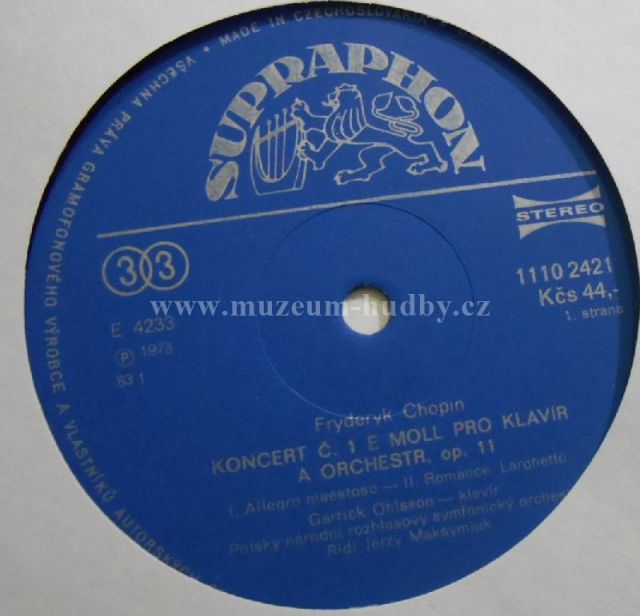 • MADE IN CZECHOSLOVAKIA
VŠECHNA PRÁVA GRAMOFONOVÉHO VÝROBCE A VLASTNÍKŮ AUTORSKÝCH
SUPRAPHON
STEREO
33
1110 2421
Kčs 44,-
1. strana
E 4233
℗ 1978
83 1
www.muzeum-hudby.cz
Fryderyk Chopin
KONCERT Č. 1 E MOLL PRO KLAVÍR
A ORCHESTR, op. 11
I. Allegro maestoso — II. Romance Larghetto
Garrick Ohlsson — klavír
Polský národní rozhlasový symfonický orchestr
Řídí Jerzy Maksymiuk